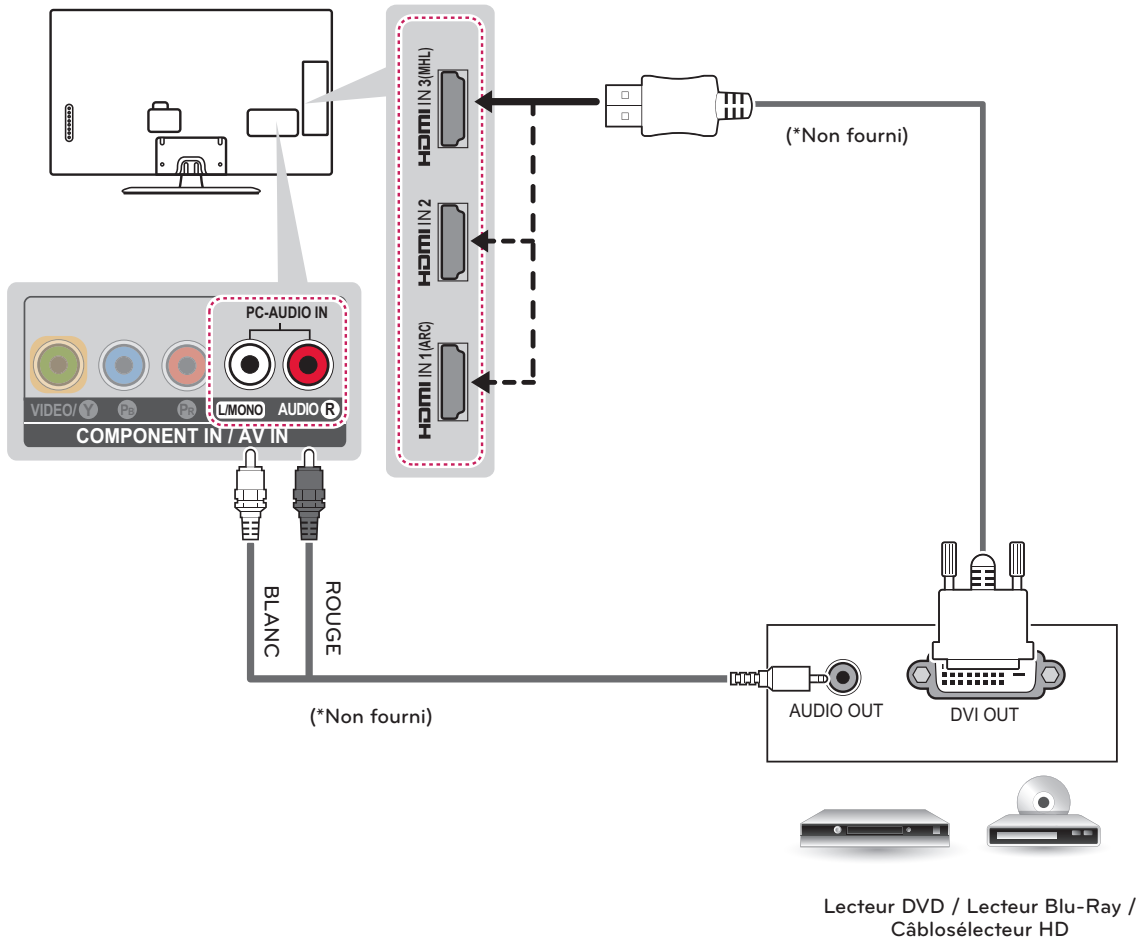 HDMI IN 3(MHL)
HDMI IN 2
HDMI IN 1(ARC)
(*Non fourni)
PC-AUDIO IN
VIDEO/ Y PB PR L/MONO AUDIO R
COMPONENT IN / AV IN
BLANC
ROUGE
(*Non fourni)
AUDIO OUT
DVI OUT
Lecteur DVD / Lecteur Blu-Ray /
Câblosélecteur HD